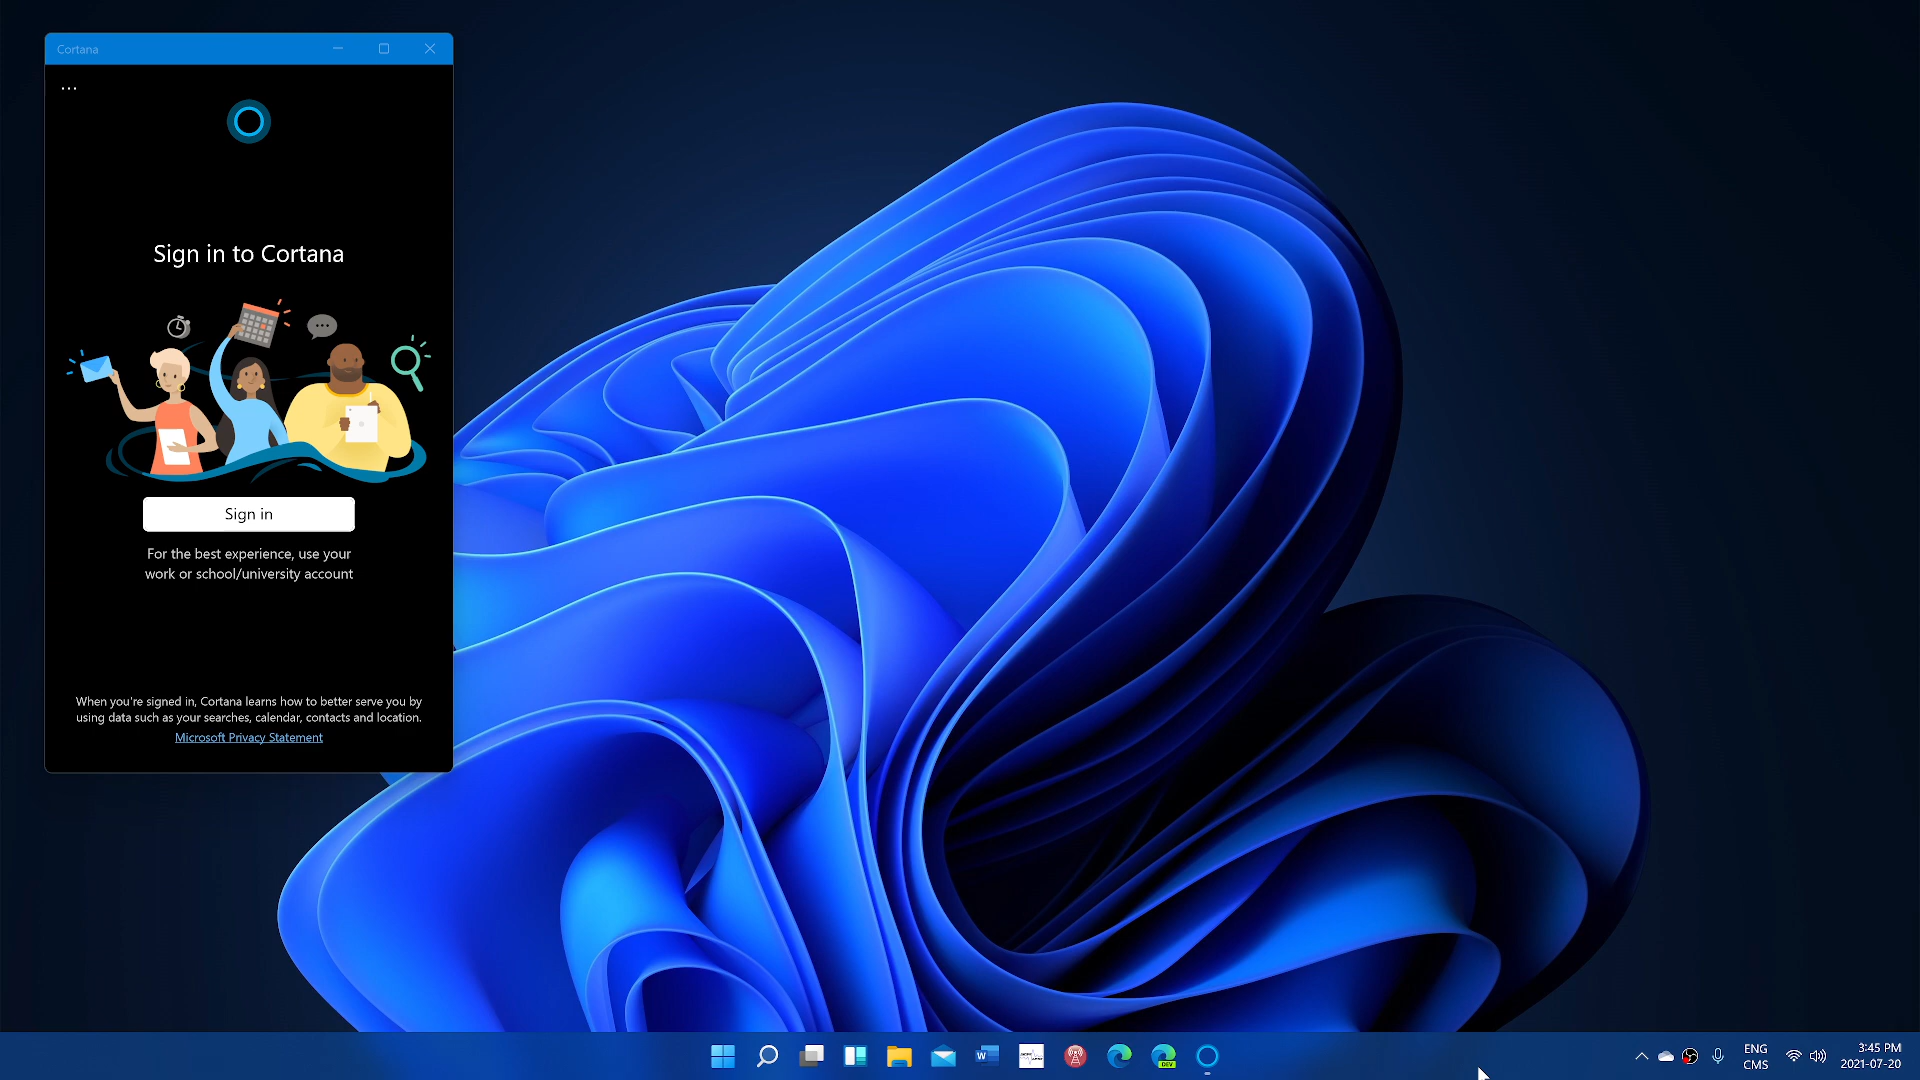 Cortana
...
Sign in to Cortana
Sign in
For the best experience, use your
work or school/university account
When you're signed in, Cortana learns how to better serve you by
using data such as your searches, calendar, contacts and location.
Microsoft Privacy Statement
W
DEV
ENG
CMS
3:45 PM
2021-07-20